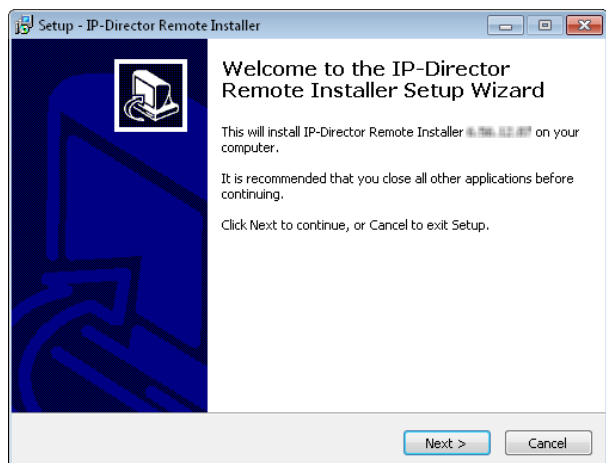 Setup - IP-Director Remote Installer
Welcome to the IP-Director
Remote Installer Setup Wizard
This will install IP-Director Remote Installer on your
computer.
It is recommended that you close all other applications before
continuing.
Click Next to continue, or Cancel to exit Setup.
Next >
Cancel